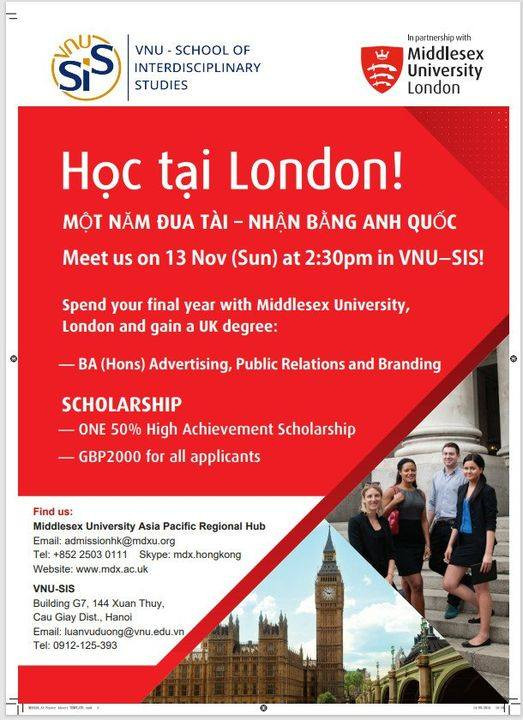 VNU
SiS
VNU - SCHOOL OF
INTERDISCIPLINARY
STUDIES
In partnership with
Middlesex
University
London
Học tại London!
MỘT NĂM ĐUA TÀI – NHẬN BẰNG ANH QUỐC
Meet us on 13 Nov (Sun) at 2:30pm in VNU–SIS!
Spend your final year with Middlesex University,
London and gain a UK degree:
— BA (Hons) Advertising, Public Relations and Branding
SCHOLARSHIP
— ONE 50% High Achievement Scholarship
— GBP2000 for all applicants
Find us:
Middlesex University Asia Pacific Regional Hub
Email: admissionhk@mdxu.org
Tel: +852 2503 0111 Skype: mdx.hongkong
Website: www.mdx.ac.uk
VNU-SIS
Building G7, 144 Xuan Thuy,
Cau Giay Dist., Hanoi
Email: luanvuduong@vnu.edu.vn
Tel: 0912-125-393